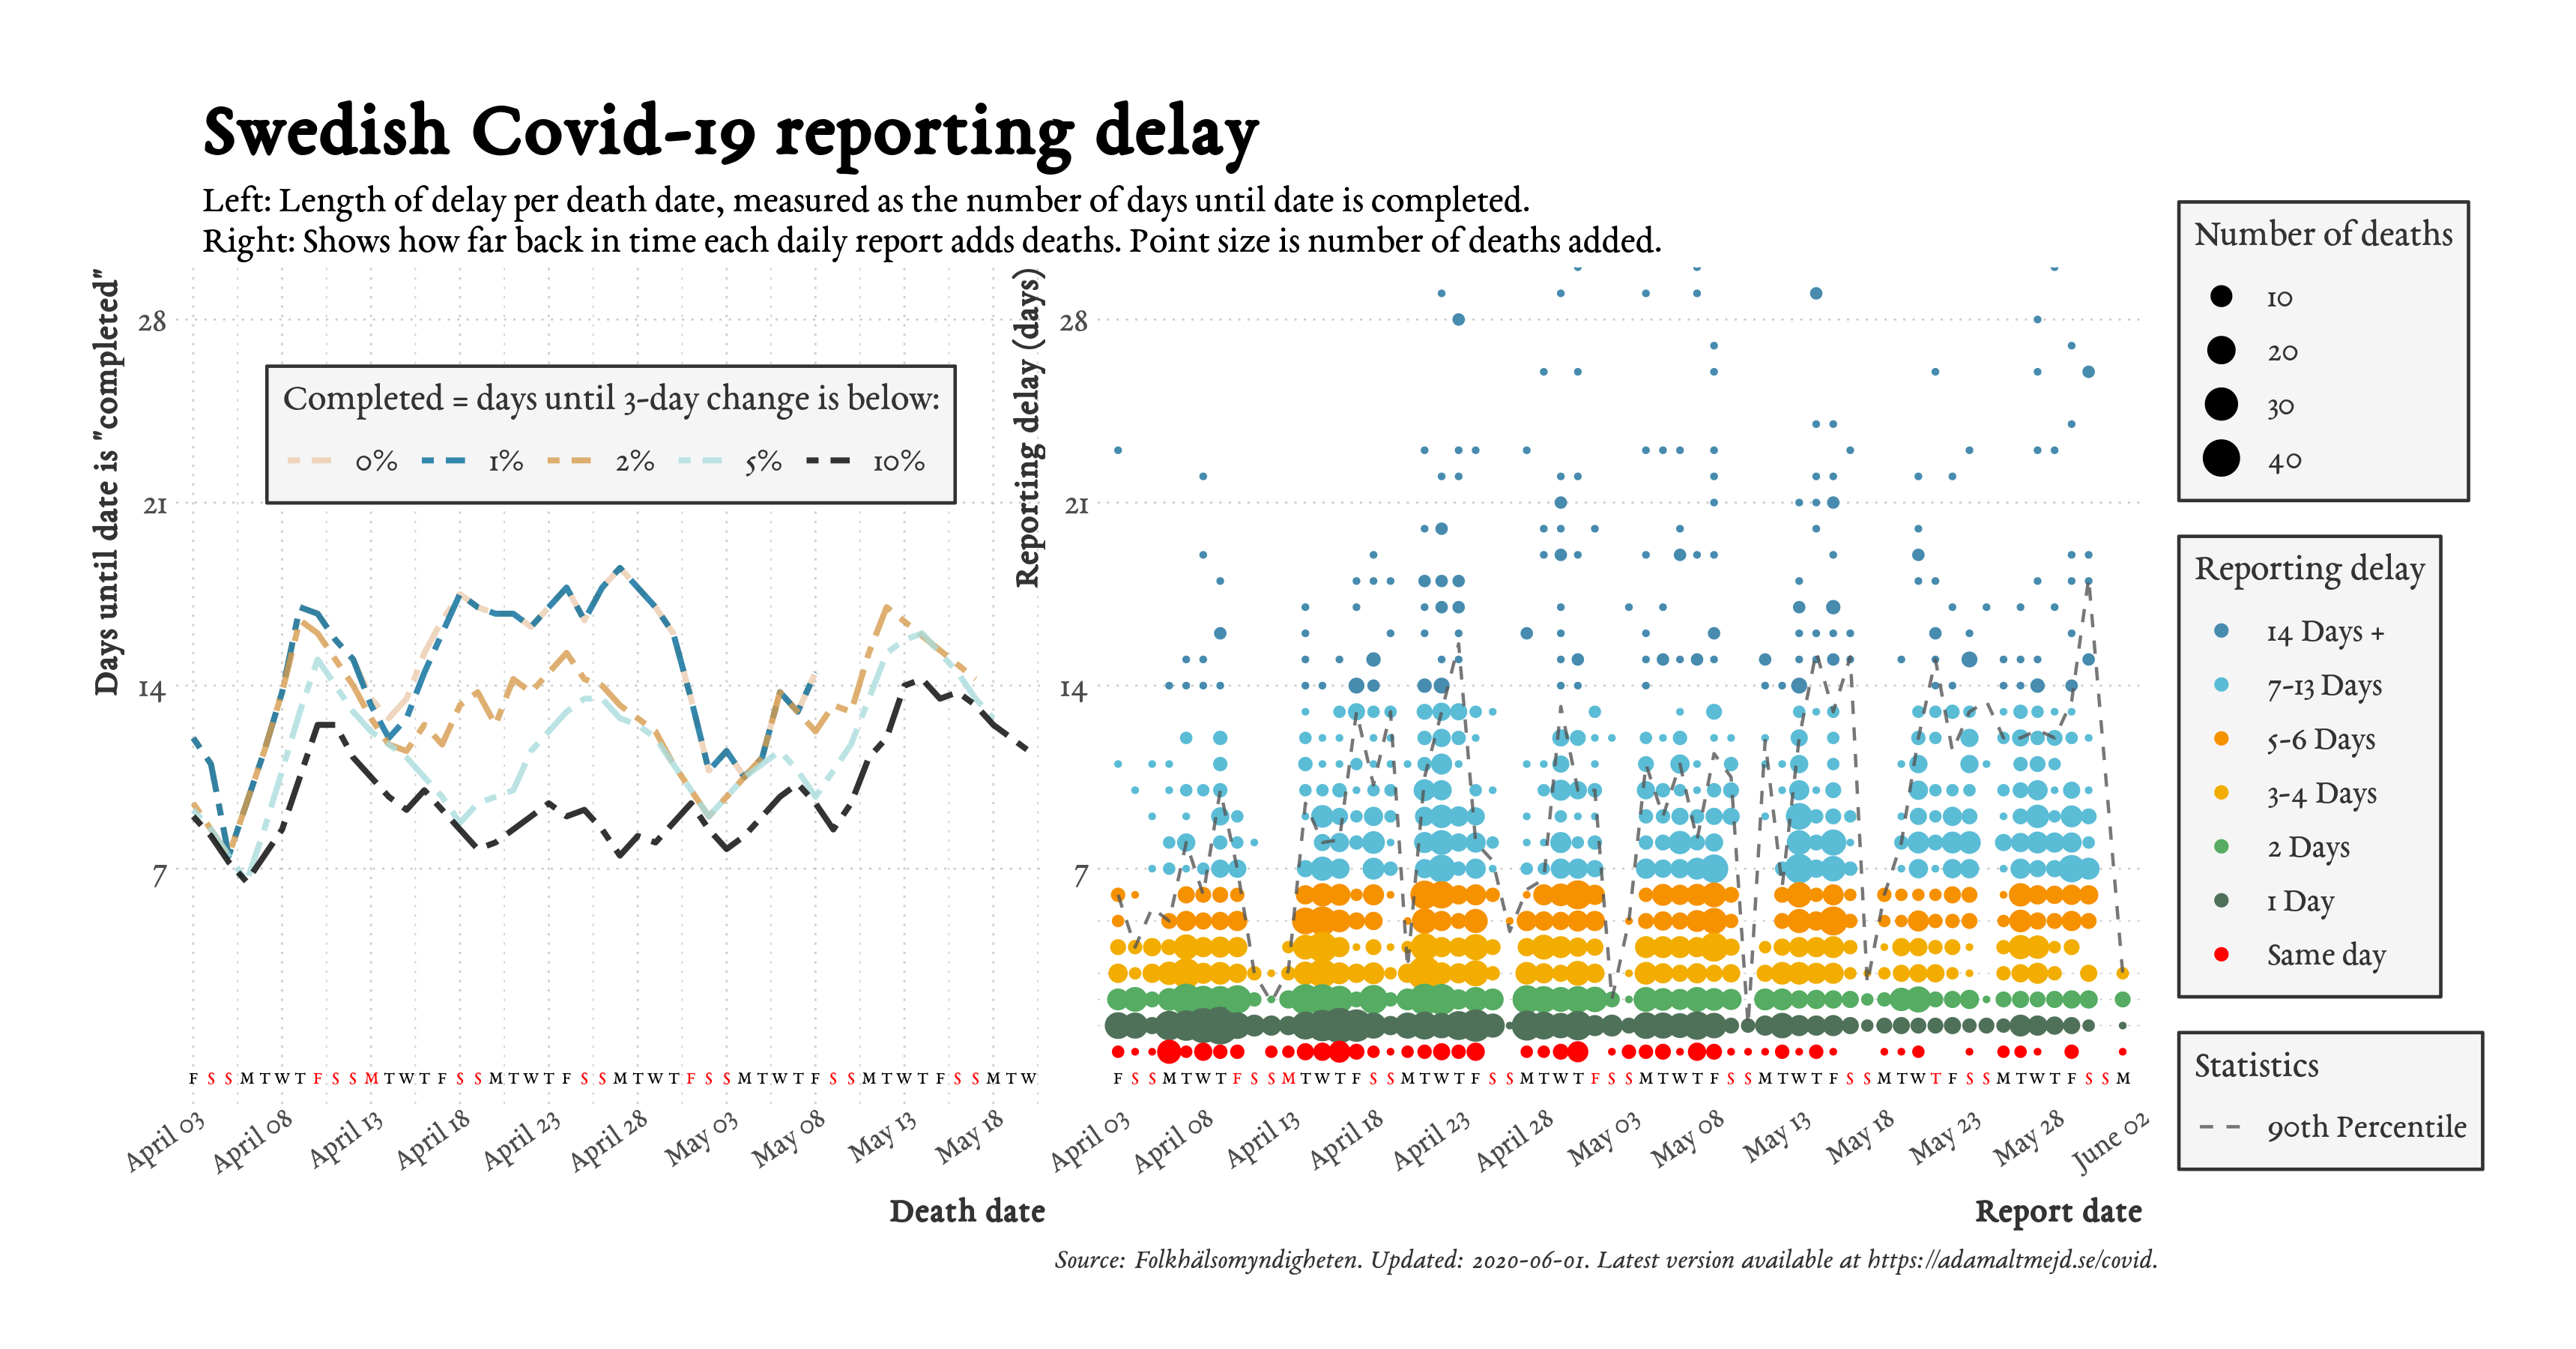 Swedish Covid-19 reporting delay
Left: Length of delay per death date, measured as the number of days until date is completed.
Right: Shows how far back in time each daily report adds deaths. Point size is number of deaths added.
Days until date is "completed"
28
21
14
7
Completed = days until 3-day change is below:
0% 1% 2% 5% 10%
F S S M T W T F S S M T W T F S S M T W T F S S M T W T F S S M T W T F S S M T W T F S S M T W
April 03 April 08 April 13 April 18 April 23 April 28 May 03 May 08 May 13 May 18
Death date
Reporting delay (days)
28
21
14
7
F S S M T W T F S S M T W T F S S M T W T F S S M T W T F S S M T W T F S S M T W T F S S M T W T F S S M T W T F S S M
April 03 April 08 April 13 April 18 April 23 April 28 May 03 May 08 May 13 May 18 May 23 May 28 June 02
Report date
Number of deaths
10
20
30
40
Reporting delay
14 Days +
7-13 Days
5-6 Days
3-4 Days
2 Days
1 Day
Same day
Statistics
90th Percentile
Source: Folkhälsomyndigheten. Updated: 2020-06-01. Latest version available at https://adamaltmejd.se/covid.